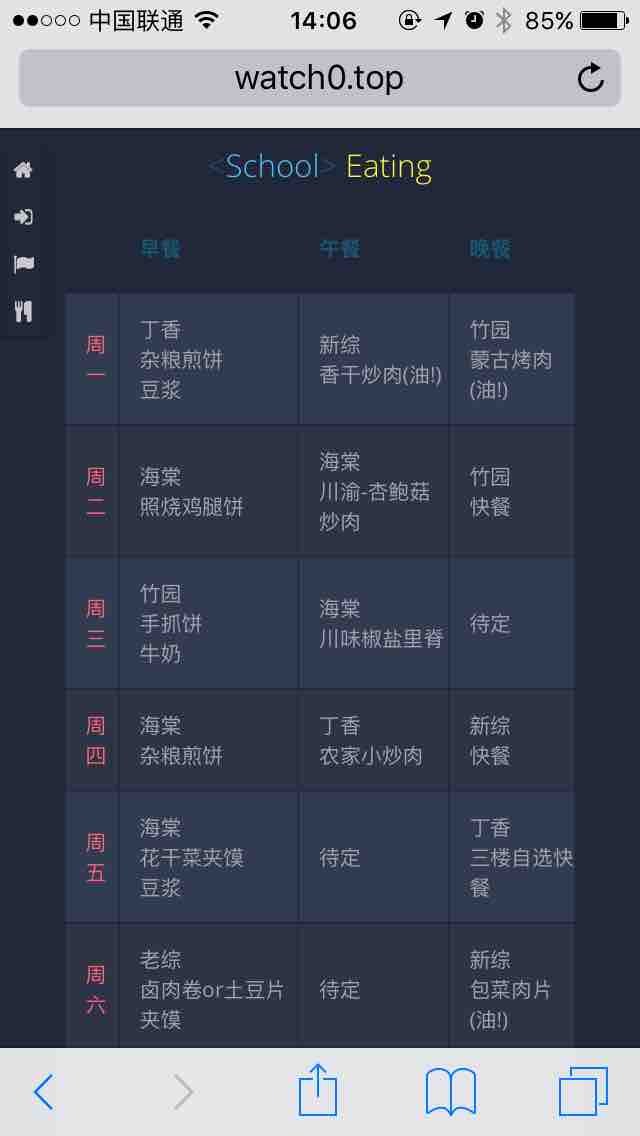 中国联通 14:06 85%
watch0.top
<School> Eating
早餐 午餐 晚餐
周一
丁香
杂粮煎饼
豆浆
新综
香干炒肉(油!)
竹园
蒙古烤肉
(油!)
周二
海棠
照烧鸡腿饼
海棠
川渝-杏鲍菇
炒肉
竹园
快餐
周三
竹园
手抓饼
牛奶
海棠
川味椒盐里脊
待定
周四
海棠
杂粮煎饼
丁香
农家小炒肉
新综
快餐
周五
海棠
花干菜夹馍
豆浆
待定
丁香
三楼自选快
餐
周六
老综
卤肉卷or土豆片
夹馍
待定
新综
包菜肉片
(油!)